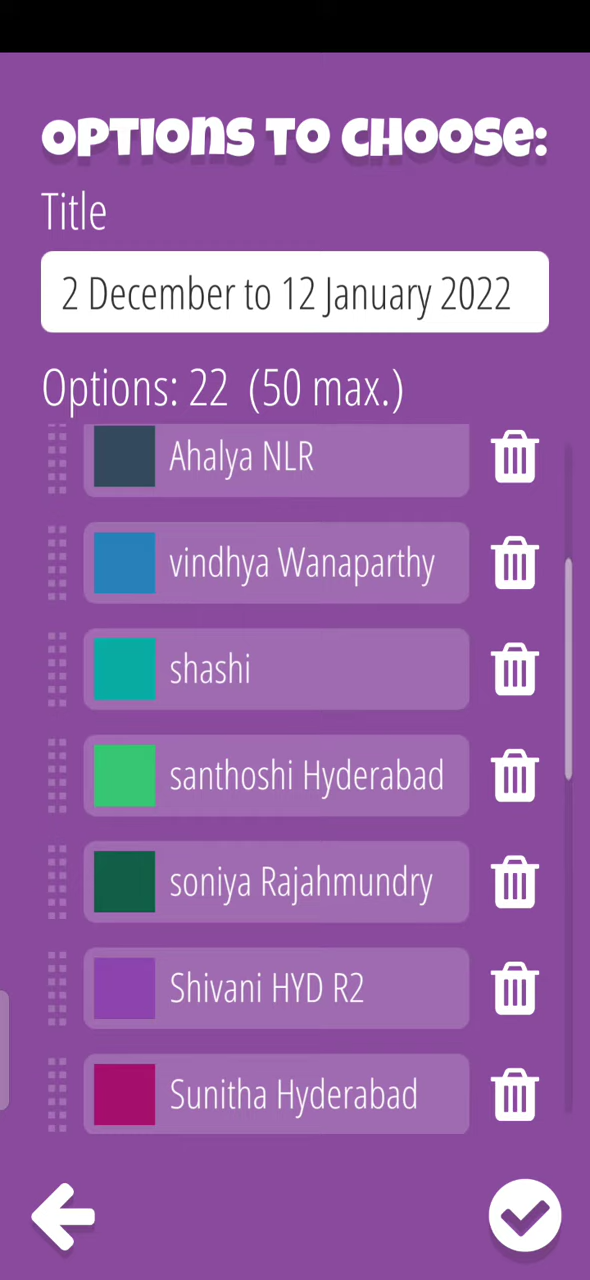 OPTIONS TO CHOOSE:
Title
2 December to 12 January 2022
Options: 22 (50 max.)
Ahalya NLR
vindhya Wanaparthy
shashi
santhoshi Hyderabad
soniya Rajahmundry
Shivani HYD R2
Sunitha Hyderabad